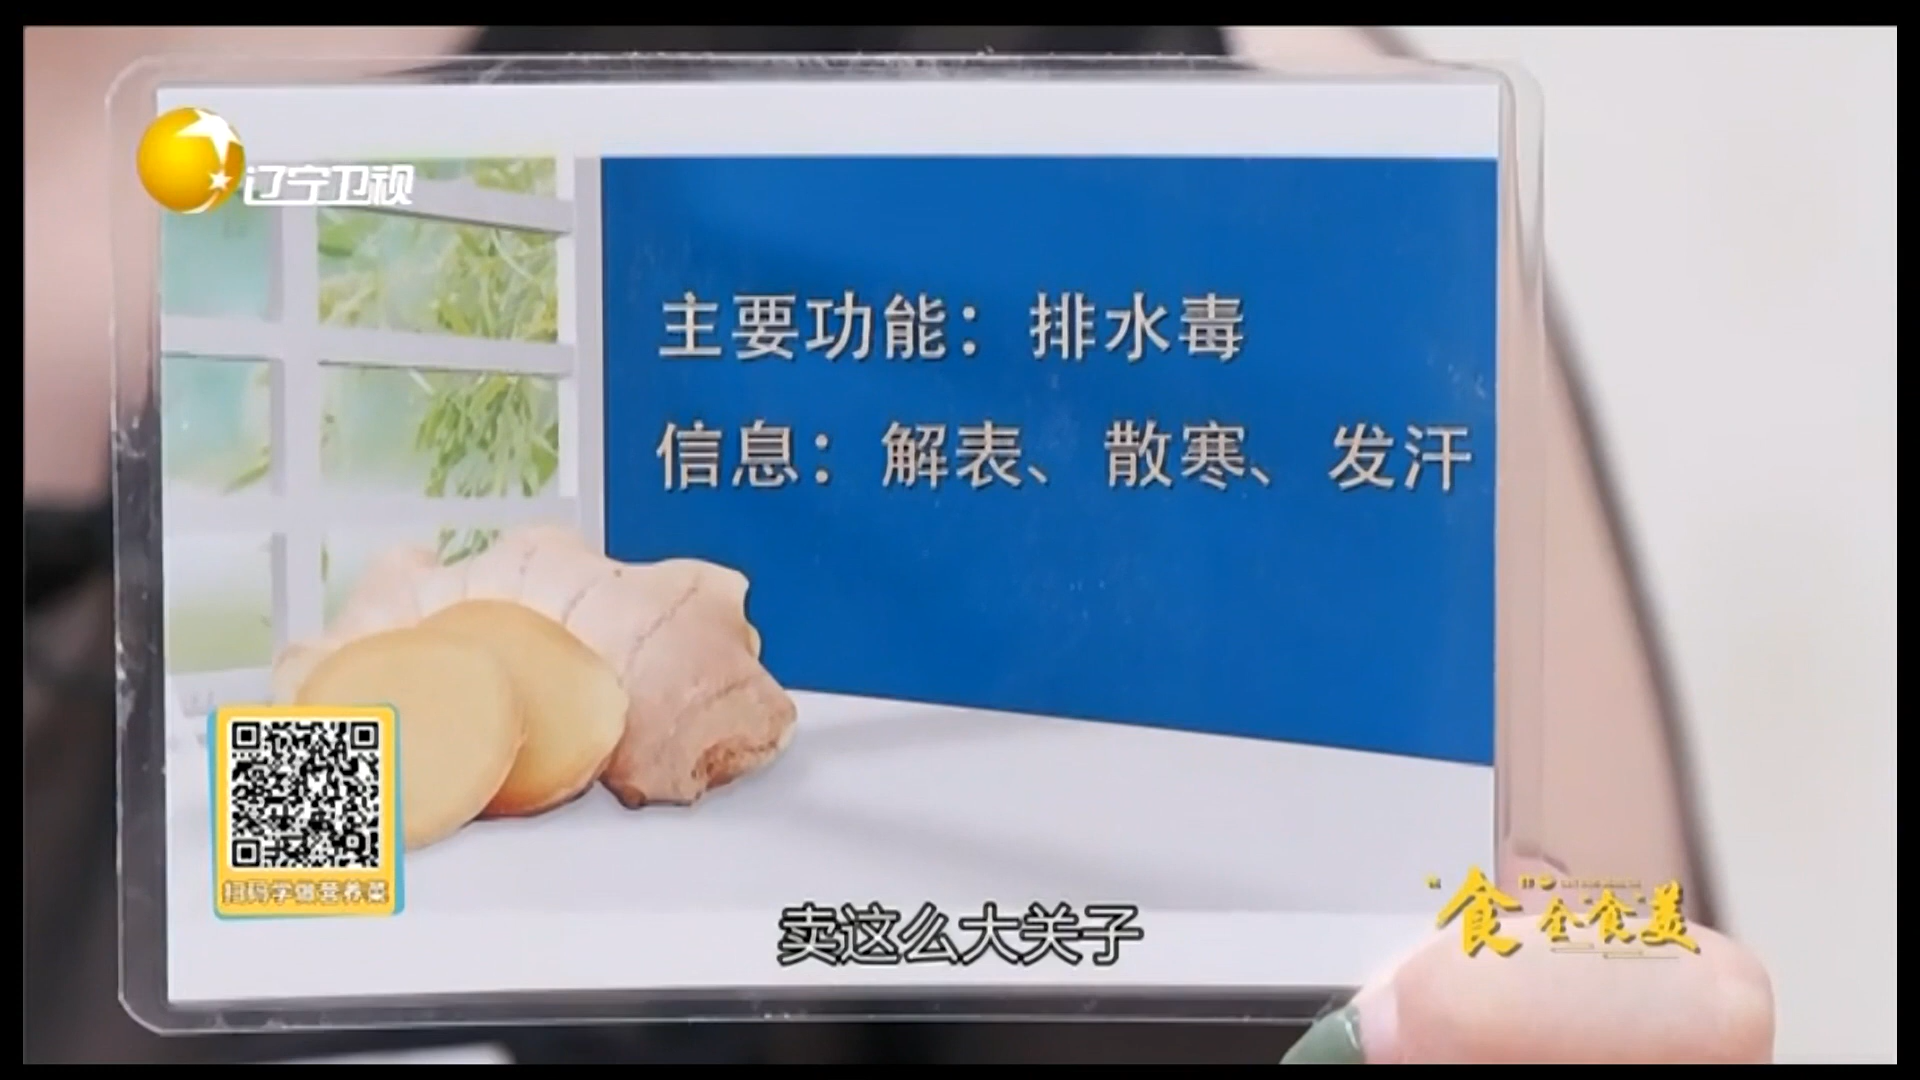 辽宁卫视
主要功能：排水毒
信息：解表、散寒、发汗
扫码学做营养菜
卖这么大关子
食全食美